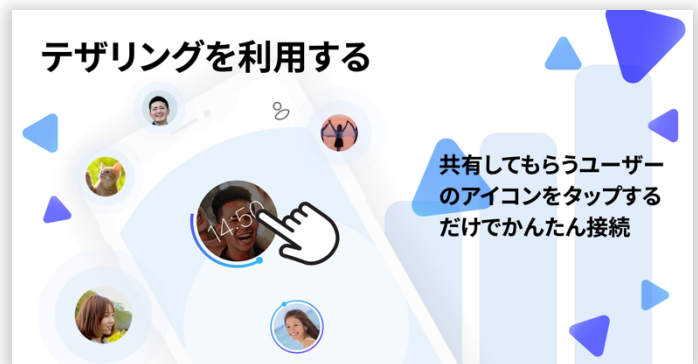 テザリングを利用する
共有してもらうユーザー
のアイコンをタップする
だけでかんたん接続
14:50